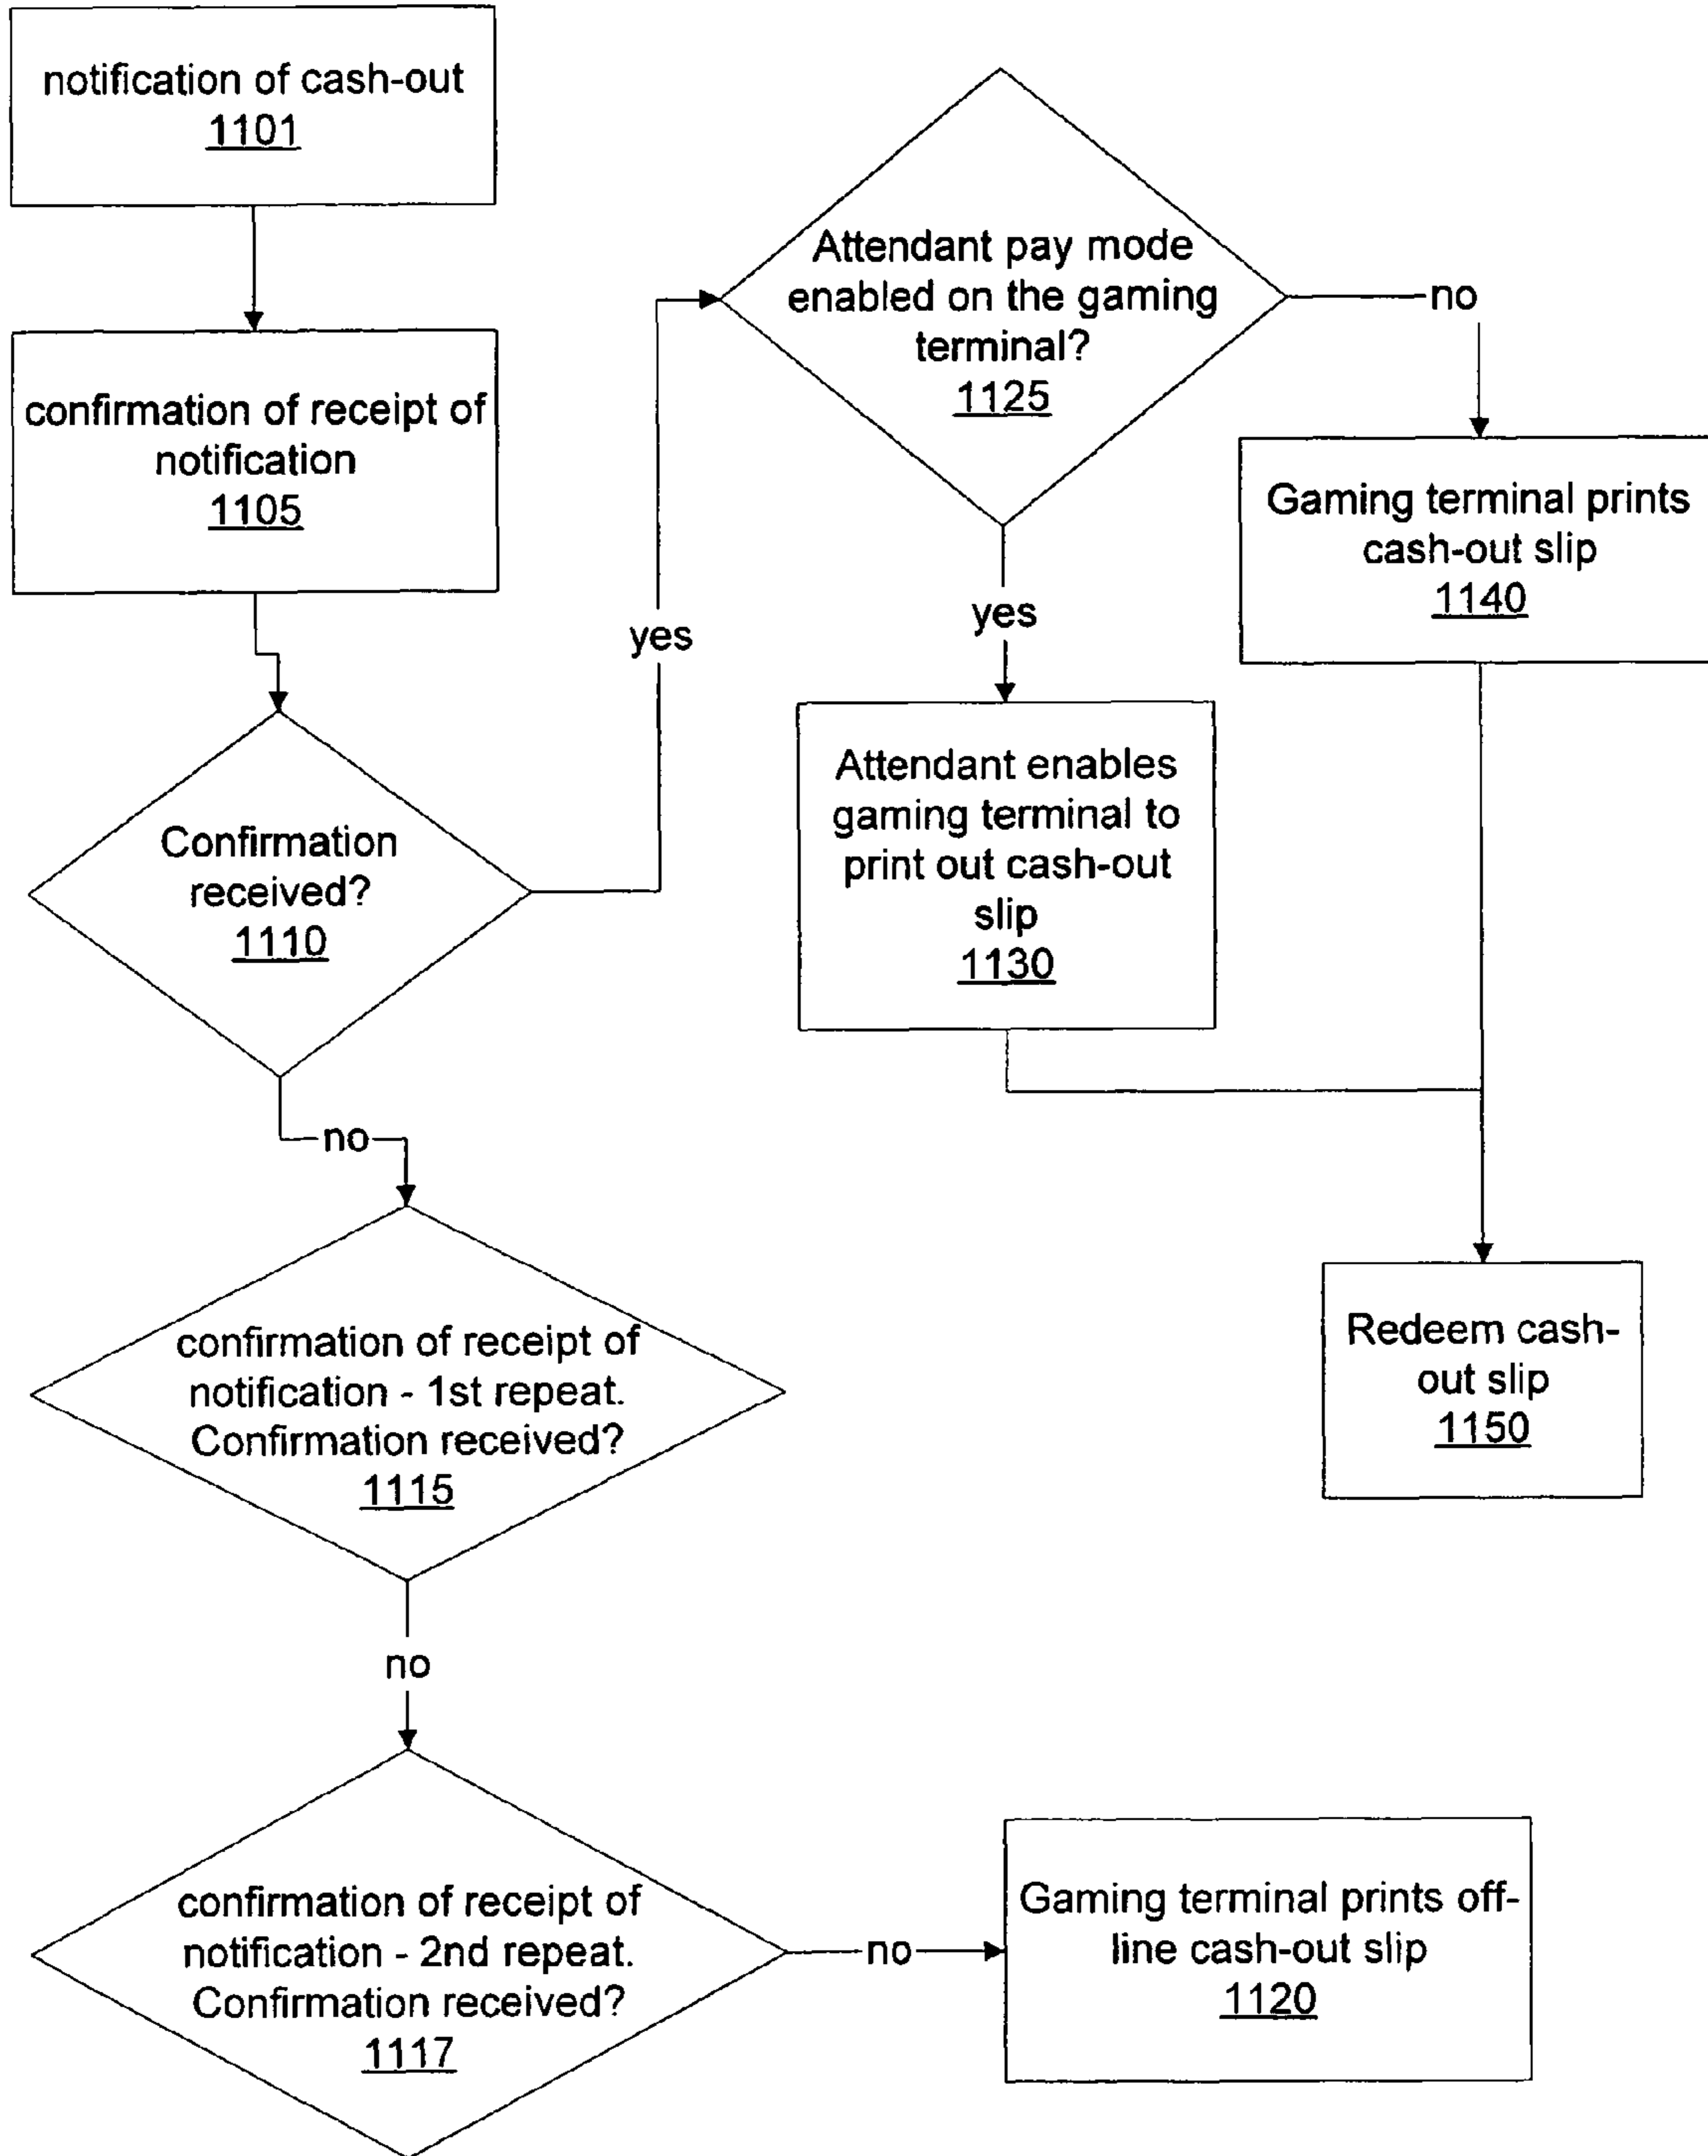 notification of cash-out
1101
confirmation of receipt of
notification
1105
Confirmation
received?
1110
yes
no
confirmation of receipt of
notification - 1st repeat.
Confirmation received?
1115
no
confirmation of receipt of
notification - 2nd repeat.
Confirmation received?
1117
no
Gaming terminal prints off-
line cash-out slip
1120
Attendant pay mode
enabled on the gaming
terminal?
1125
yes
no
Attendant enables
gaming terminal to
print out cash-out
slip
1130
Gaming terminal prints
cash-out slip
1140
Redeem cash-
out slip
1150